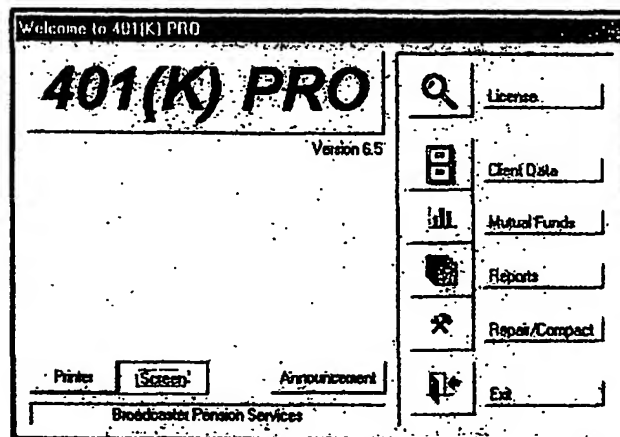 Welcome to 401(K) PRO
401(K) PRO
Version 6.5
License
Client Data
Mutual Funds
Reports
Repair/Compact
Exit
Printer
Screen
Announcement
Broadcaster Pension Services